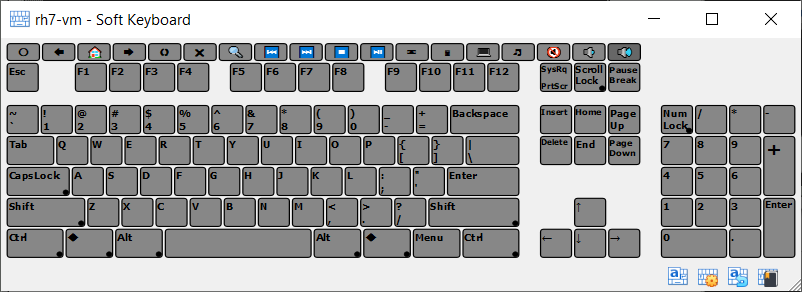 rh7-vm - Soft Keyboard
Esc F1 F2 F3 F4 F5 F6 F7 F8 F9 F10 F11 F12 SysRq PrtScr Scroll Lock Pause Break
~ ` ! 1 @ 2 # 3 $ 4 % 5 ^ 6 & 7 * 8 ( 9 ) 0 _ - + = Backspace Insert Home Page Up Num Lock / * -
Tab Q W E R T Y U I O P { [ } ] | \ Delete End Page Down 7 8 9 +
CapsLock A S D F G H J K L : ; " ' Enter 4 5 6
Shift Z X C V B N M < , > . ? / Shift ↑ 1 2 3 Enter
Ctrl Alt Alt Menu Ctrl ← ↓ → 0 .